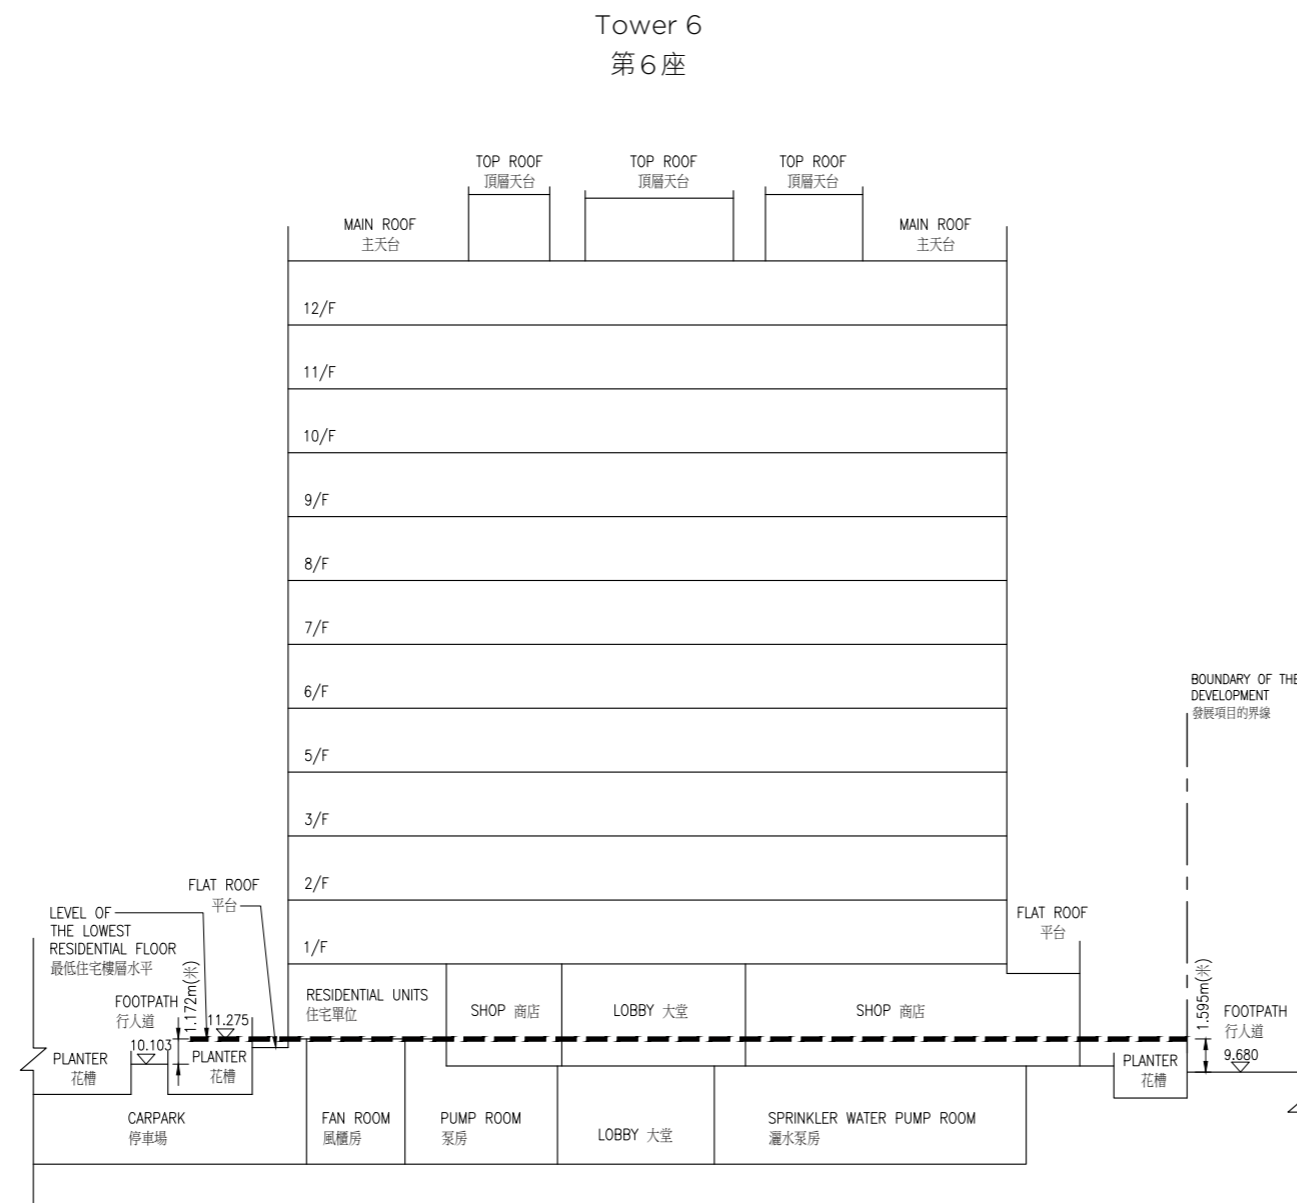 Tower 6
第6座
TOP ROOF
頂層天台
TOP ROOF
頂層天台
TOP ROOF
頂層天台
MAIN ROOF
主天台
MAIN ROOF
主天台
12/F
11/F
10/F
9/F
8/F
7/F
6/F
5/F
3/F
2/F
1/F
BOUNDARY OF THE
DEVELOPMENT
發展項目的界線
FLAT ROOF
平台
LEVEL OF
THE LOWEST
RESIDENTIAL FLOOR
最低住宅樓層水平
FLAT ROOF
平台
FOOTPATH
行人道
1.172m(米)
11.275
10.103
RESIDENTIAL UNITS
住宅單位
SHOP 商店
LOBBY 大堂
SHOP 商店
1.595m(米)
FOOTPATH
行人道
9.680
PLANTER
花槽
PLANTER
花槽
PLANTER
花槽
CARPARK
停車場
FAN ROOM
風櫃房
PUMP ROOM
泵房
LOBBY 大堂
SPRINKLER WATER PUMP ROOM
灑水泵房